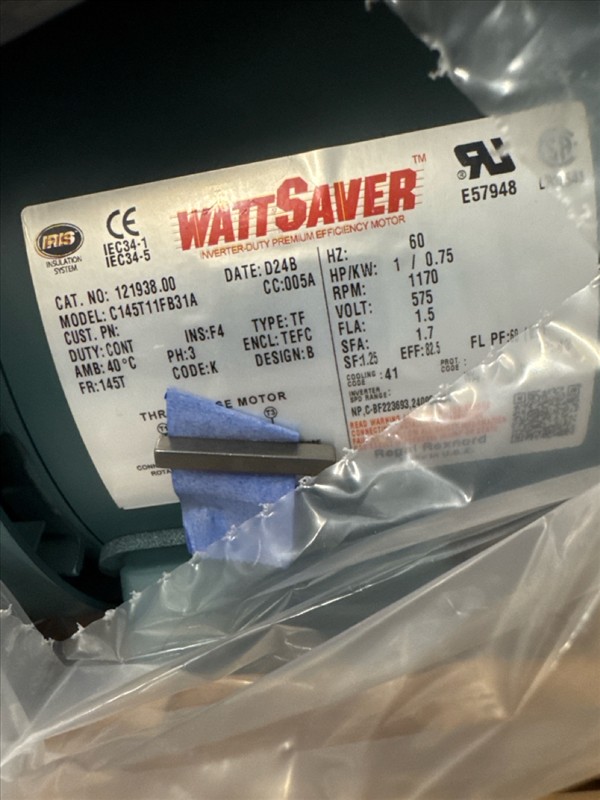 IRIS
INSULATION
SYSTEM
CE
IEC34-1
IEC34-5
WATTSAVER™
INVERTER-DUTY PREMIUM EFFICIENCY MOTOR
®
E57948
CAT. NO: 121938.00
MODEL: C145T11FB31A
DATE: D24B
CUST. PN:
CC:005A
DUTY: CONT
INS:F4
TYPE: TF
AMB: 40°C
PH:3
ENCL: TEFC
FR: 145T
CODE:K
DESIGN: B
HZ: 60
HP/KW: 1 / 0.75
RPM: 1170
VOLT: 575
FLA: 1.5
SFA: 1.7
SF:1.25
EFF:82.5
FL PF:
COOLING CODE :41
PROT. CODE
INVERTER
SPD RANGE:
MOTOR
T3
Regal Rexnord